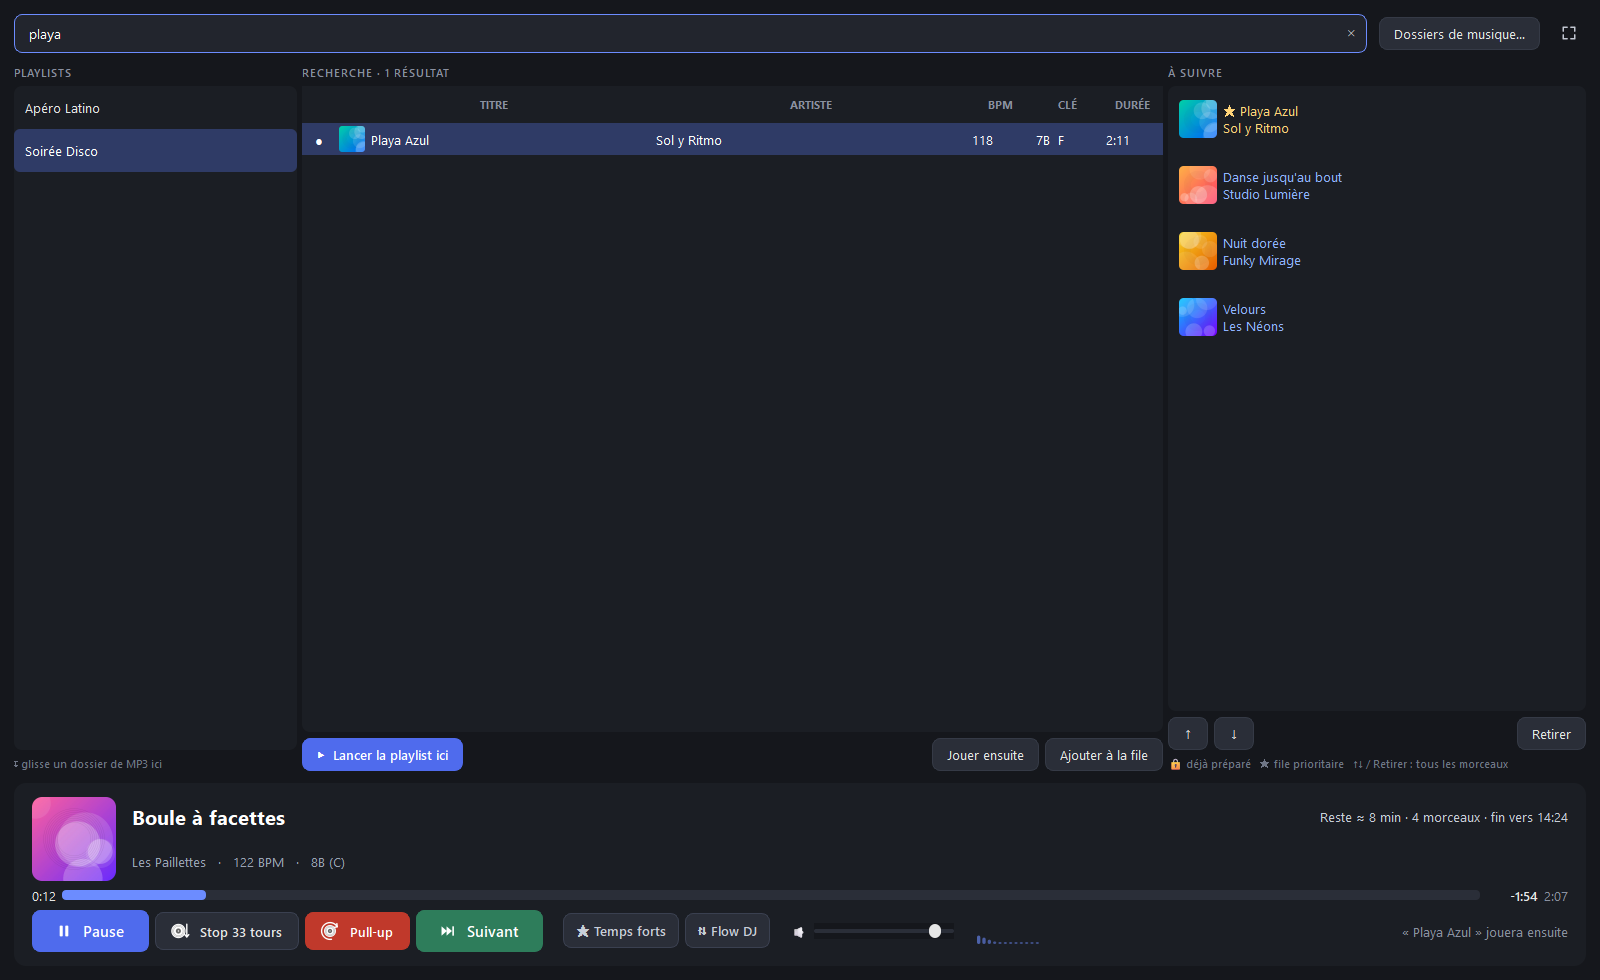 playa ×
Dossiers de musique...
PLAYLISTS
Apéro Latino
Soirée Disco
glisse un dossier de MP3 ici
RECHERCHE · 1 RÉSULTAT
TITRE ARTISTE BPM CLÉ DURÉE
● Playa Azul Sol y Ritmo 118 7B F 2:11
▶ Lancer la playlist ici
Jouer ensuite
Ajouter à la file
À SUIVRE
★ Playa Azul
Sol y Ritmo
Danse jusqu'au bout
Studio Lumière
Nuit dorée
Funky Mirage
Velours
Les Néons
↑ ↓
Retirer
🔒 déjà préparé ★ file prioritaire ↑↓ / Retirer : tous les morceaux
Boule à facettes
Reste ≈ 8 min · 4 morceaux · fin vers 14:24
Les Paillettes · 122 BPM · 8B (C)
0:12
-1:54 2:07
Pause
Stop 33 tours
Pull-up
Suivant
★ Temps forts
⇅ Flow DJ
« Playa Azul » jouera ensuite